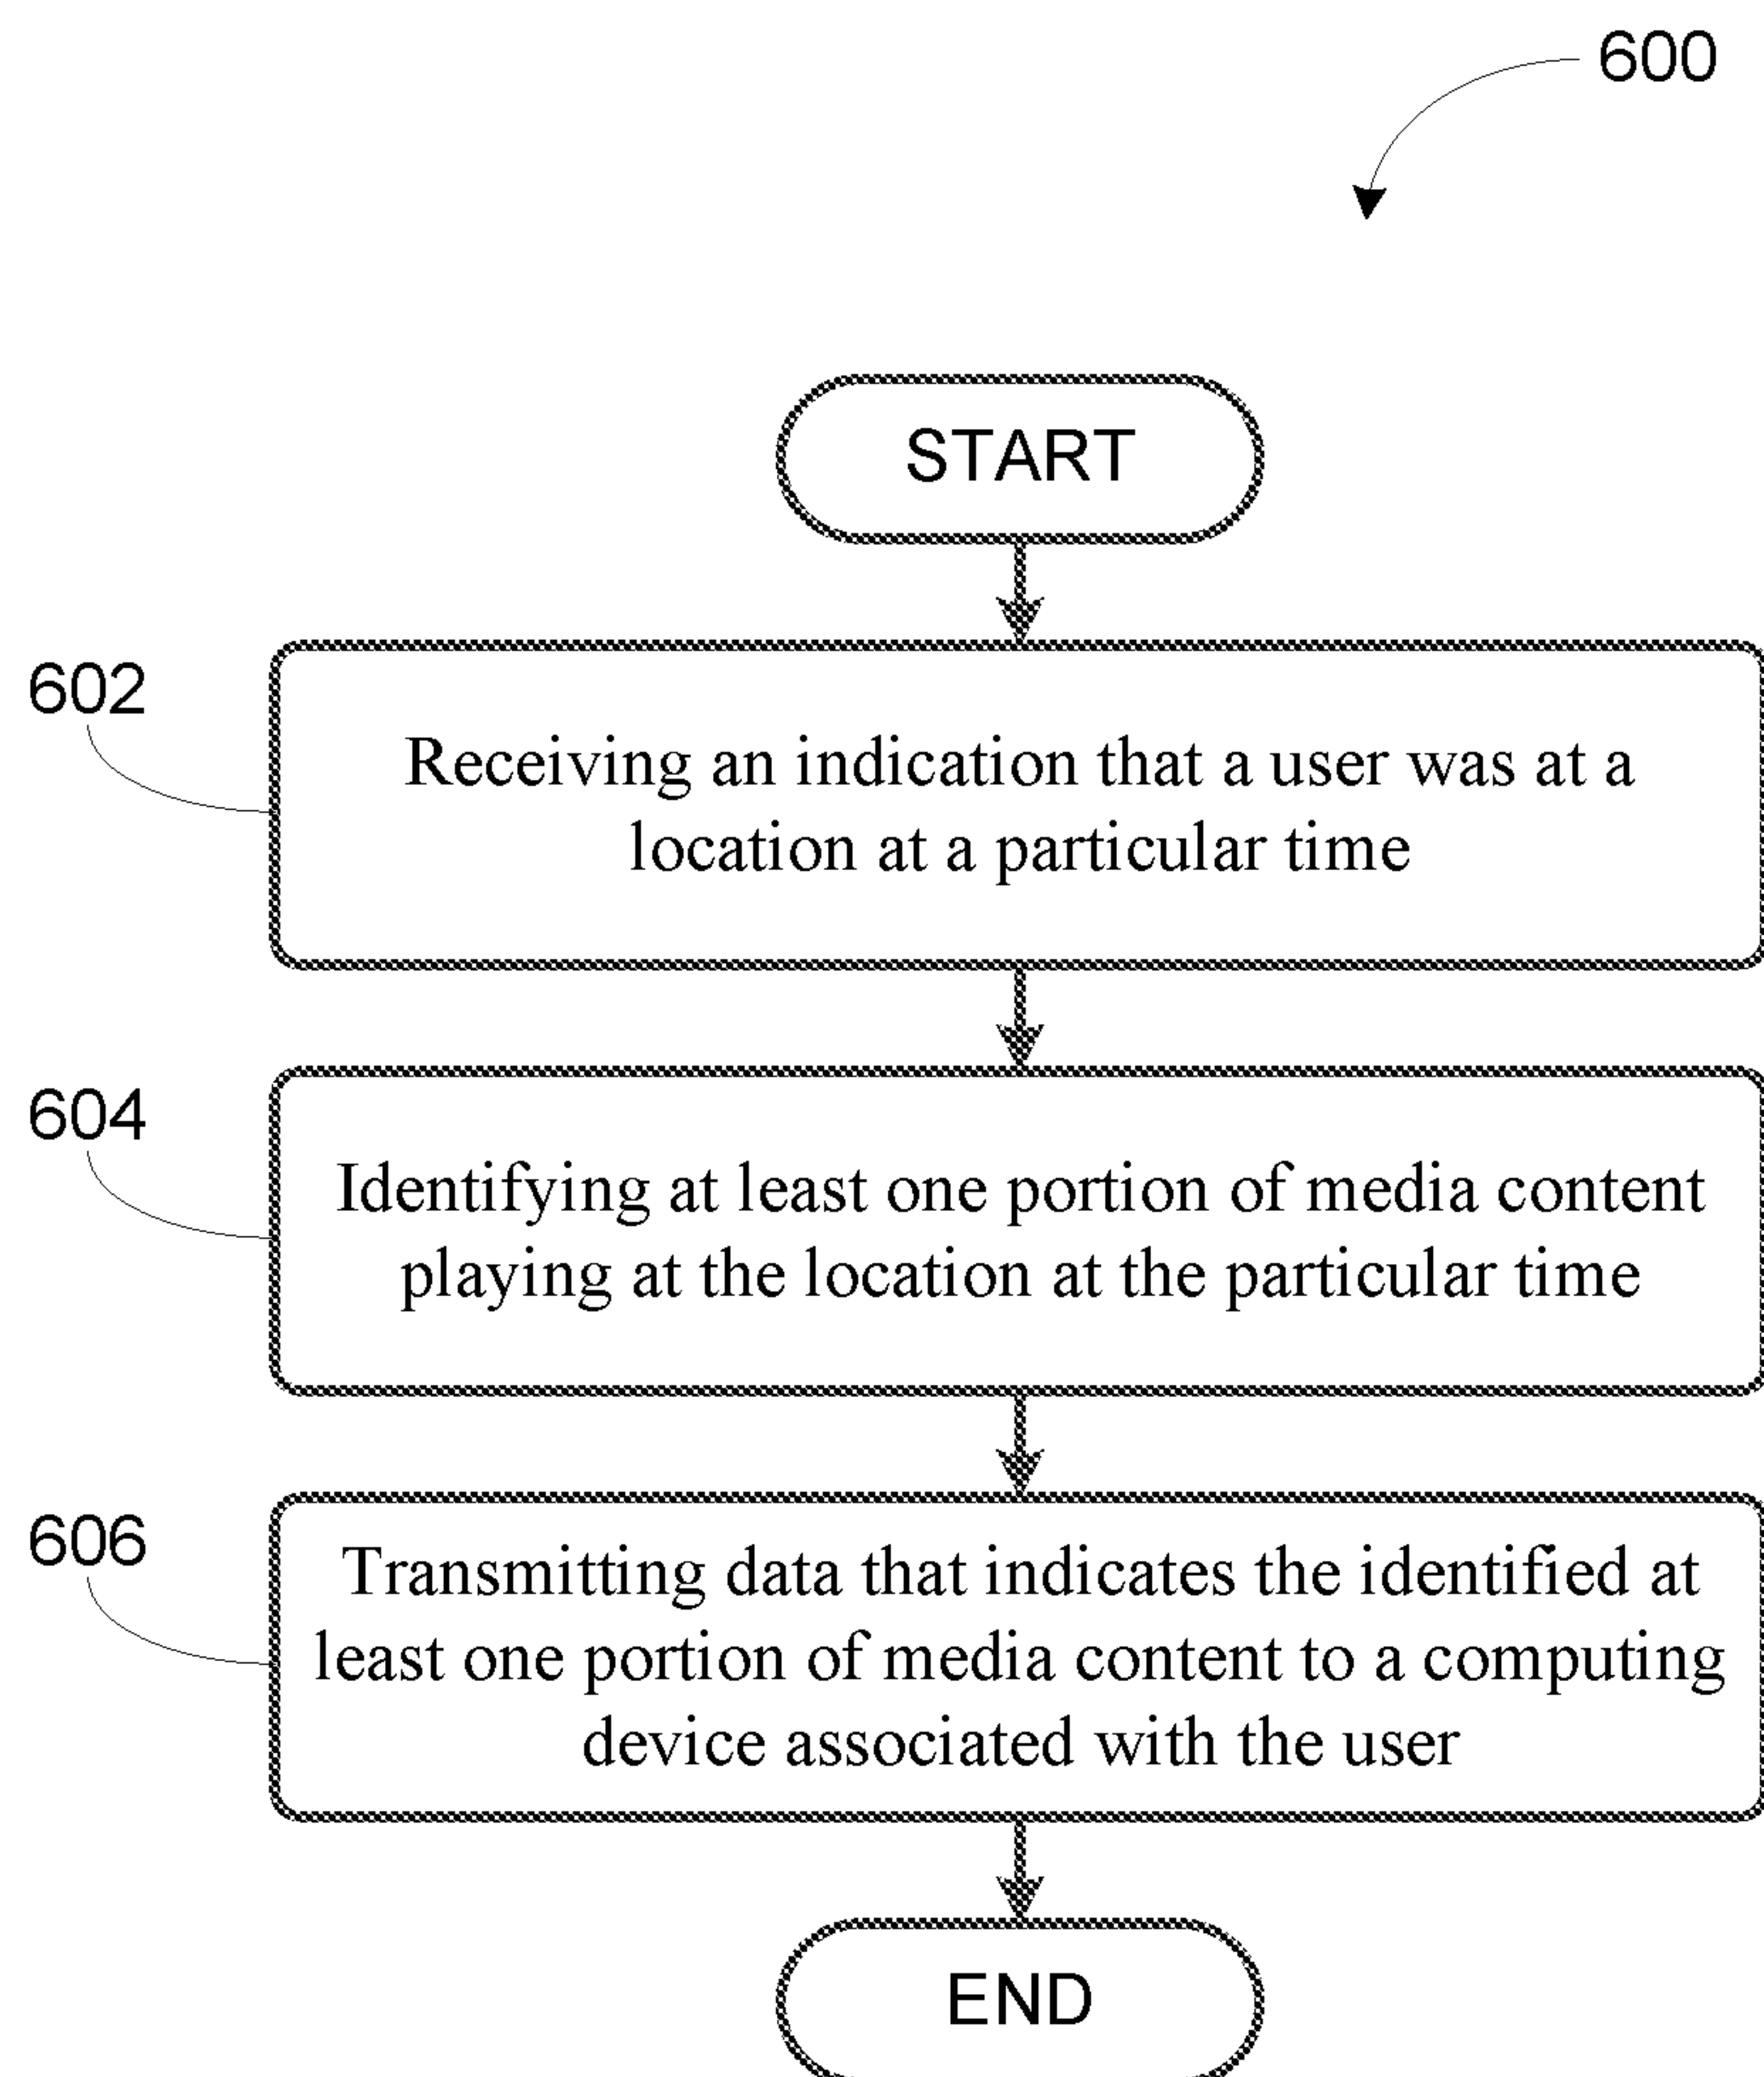 600
START
602
Receiving an indication that a user was at a
location at a particular time
604
Identifying at least one portion of media content
playing at the location at the particular time
606
Transmitting data that indicates the identified at
least one portion of media content to a computing
device associated with the user
END